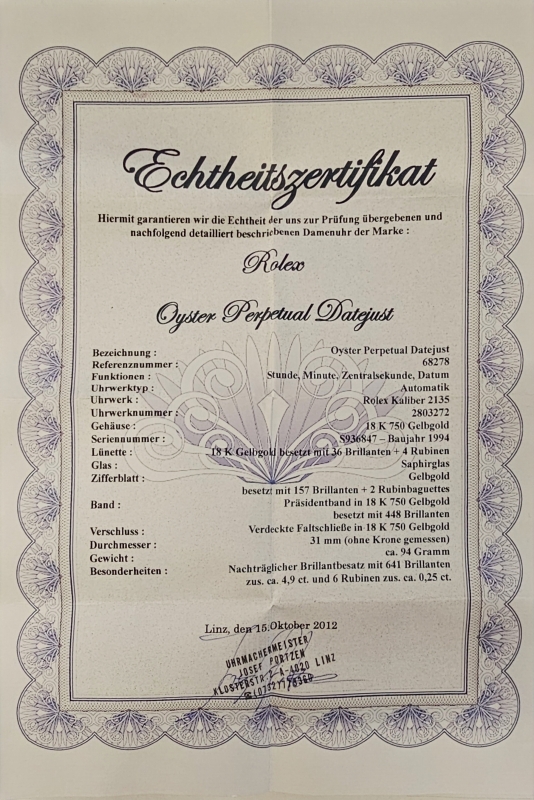 Echtheitszertifikat
Hiermit garantieren wir die Echtheit der uns zur Prüfung übergebenen und
nachfolgend detailliert beschriebenen Damenuhr der Marke :
Rolex
Oyster Perpetual Datejust
Bezeichnung : Oyster Perpetual Datejust
Referenznummer : 68278
Funktionen : Stunde, Minute, Zentralsekunde, Datum
Uhrwerktyp : Automatik
Uhrwerk : Rolex Kaliber 2135
Uhrwerknummer : 2803272
Gehäuse : 18 K 750 Gelbgold
Seriennummer : S936847 – Baujahr 1994
Lünette : 18 K Gelbgold besetzt mit 36 Brillanten + 4 Rubinen
Glas : Saphirglas
Zifferblatt : Gelbgold
besetzt mit 157 Brillanten + 2 Rubinbaguettes
Band : Präsidentband in 18 K 750 Gelbgold
besetzt mit 448 Brillanten
Verschluss : Verdeckte Faltschließe in 18 K 750 Gelbgold
Durchmesser : 31 mm (ohne Krone gemessen)
Gewicht : ca. 94 Gramm
Besonderheiten : Nachträglicher Brillantbesatz mit 641 Brillanten
zus. ca. 4,9 ct. und 6 Rubinen zus. ca. 0,25 ct.
Linz, den 15.Oktober 2012
UHRMACHERMEISTER
JOSEF PORTZEN
A-4020 LINZ